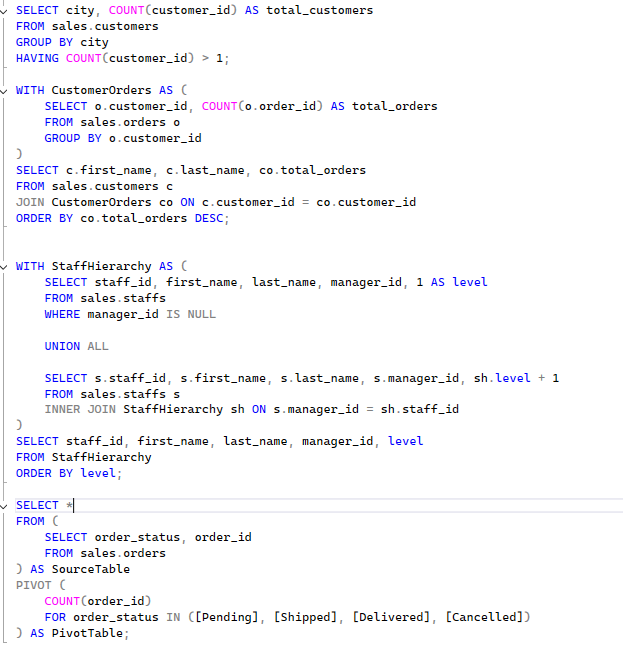 SELECT city, COUNT(customer_id) AS total_customers
FROM sales.customers
GROUP BY city
HAVING COUNT(customer_id) > 1;
WITH CustomerOrders AS (
SELECT o.customer_id, COUNT(o.order_id) AS total_orders
FROM sales.orders o
GROUP BY o.customer_id
)
SELECT c.first_name, c.last_name, co.total_orders
FROM sales.customers c
JOIN CustomerOrders co ON c.customer_id = co.customer_id
ORDER BY co.total_orders DESC;
WITH StaffHierarchy AS (
SELECT staff_id, first_name, last_name, manager_id, 1 AS level
FROM sales.staffs
WHERE manager_id IS NULL
UNION ALL
SELECT s.staff_id, s.first_name, s.last_name, s.manager_id, sh.level + 1
FROM sales.staffs s
INNER JOIN StaffHierarchy sh ON s.manager_id = sh.staff_id
)
SELECT staff_id, first_name, last_name, manager_id, level
FROM StaffHierarchy
ORDER BY level;
SELECT *
FROM (
SELECT order_status, order_id
FROM sales.orders
) AS SourceTable
PIVOT (
COUNT(order_id)
FOR order_status IN ([Pending], [Shipped], [Delivered], [Cancelled])
) AS PivotTable;